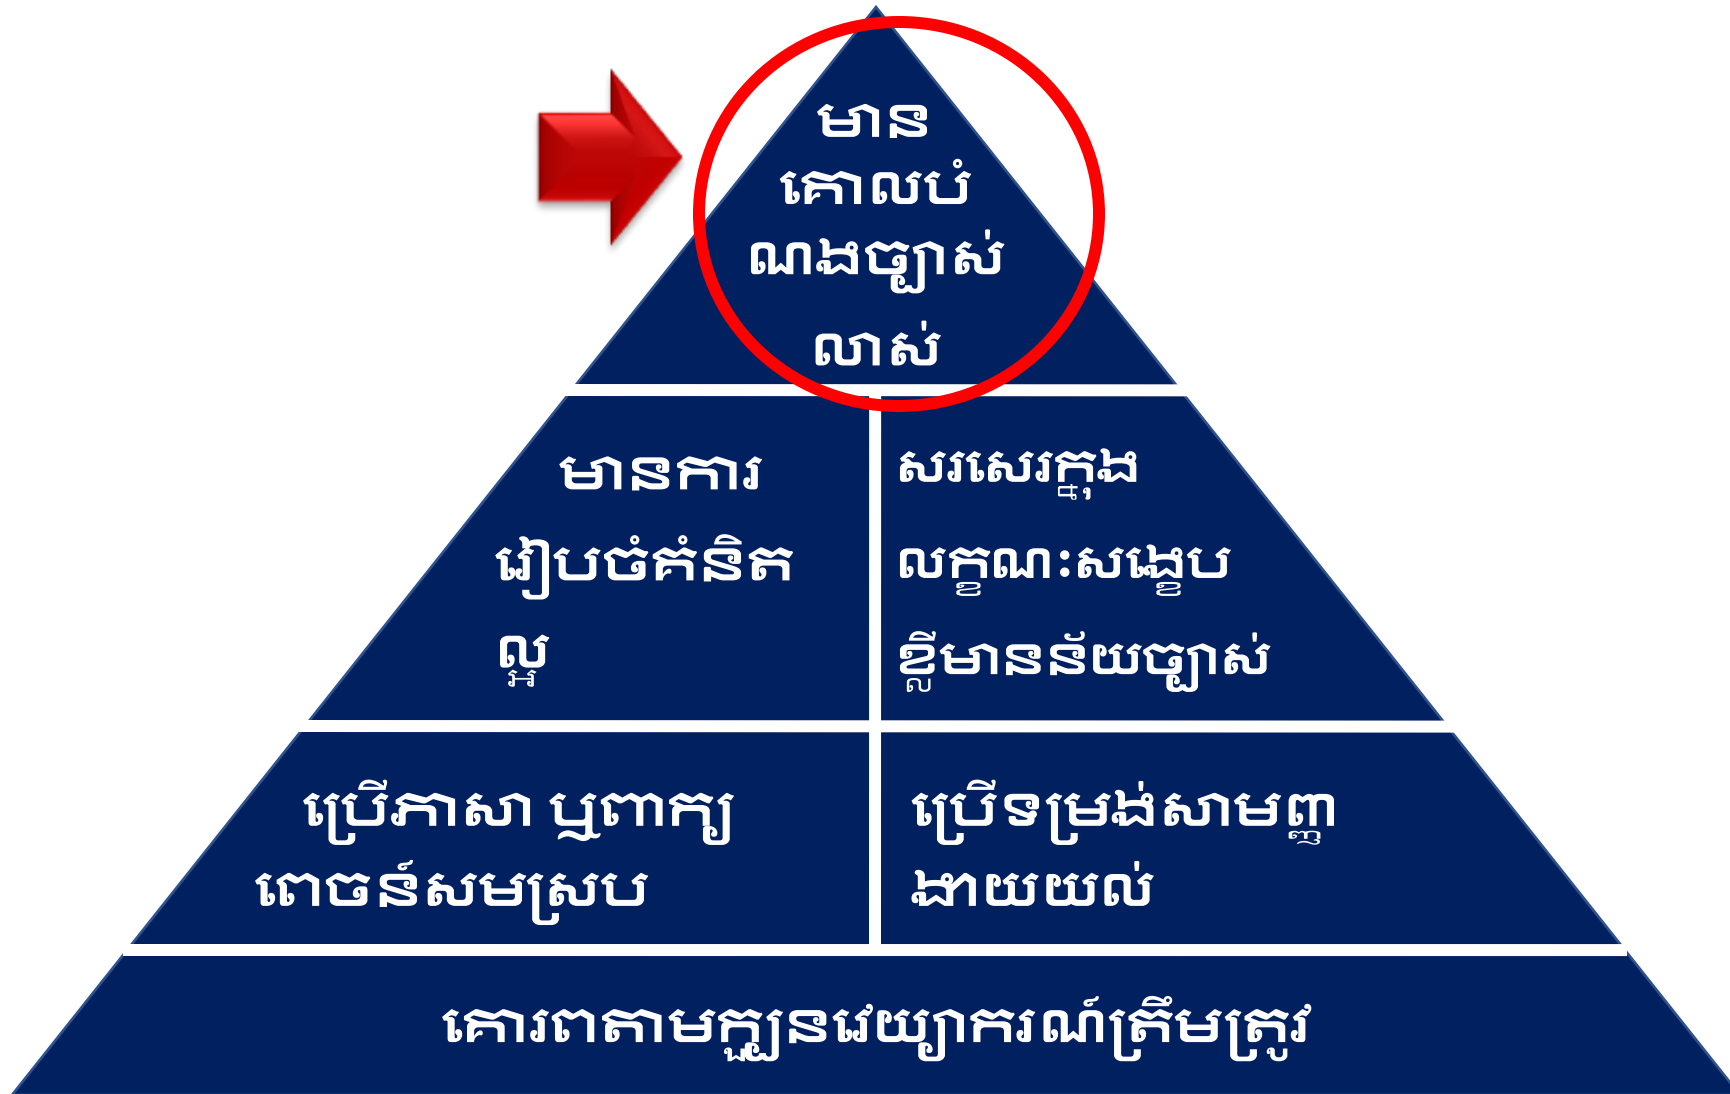 មាន
គោលបំ
ណងច្បាស់
លាស់
មានការ
រៀបចំគំនិត
ល្អ
សរសេរក្នុង
លក្ខណៈសង្ខេប
ខ្លីមានន័យច្បាស់
ប្រើភាសា ឬពាក្យ
ពេចន៍សមស្រប
ប្រើទម្រង់សាមញ្ញ
ងាយយល់
គោរពតាមក្បួនវេយ្យាករណ៍ត្រឹមត្រូវ